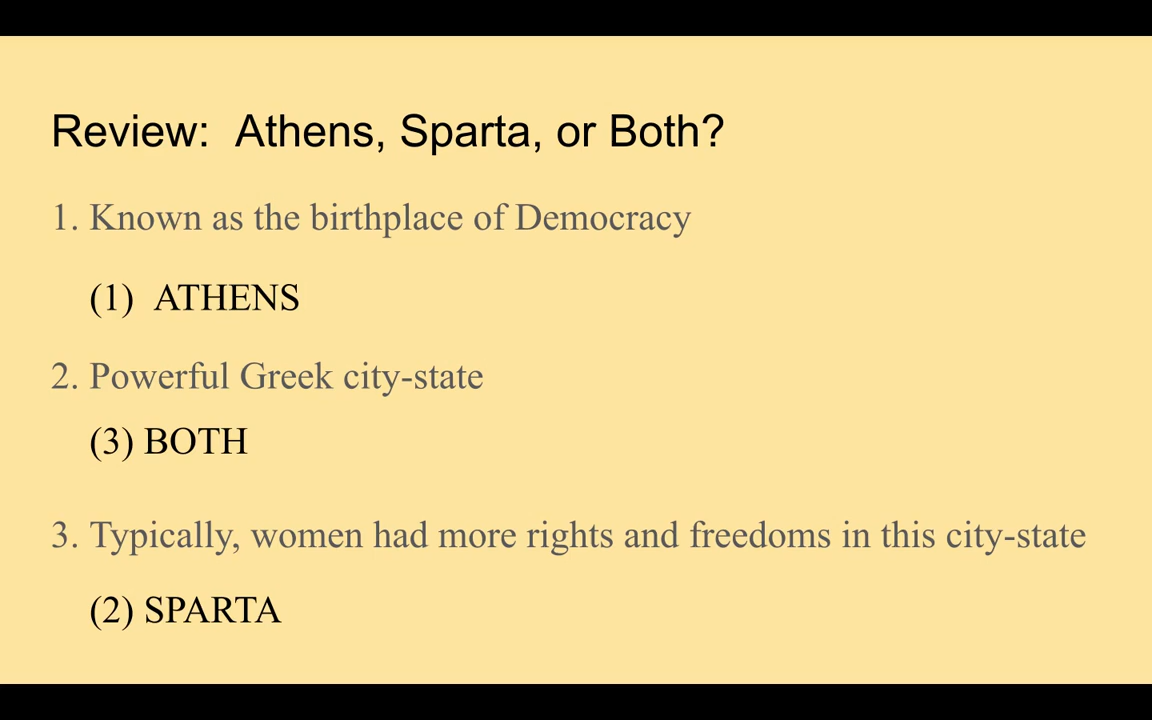 Review:  Athens, Sparta, or Both?
1. Known as the birthplace of Democracy
(1)  ATHENS
2. Powerful Greek city-state
(3) BOTH
3. Typically, women had more rights and freedoms in this city-state
(2) SPARTA